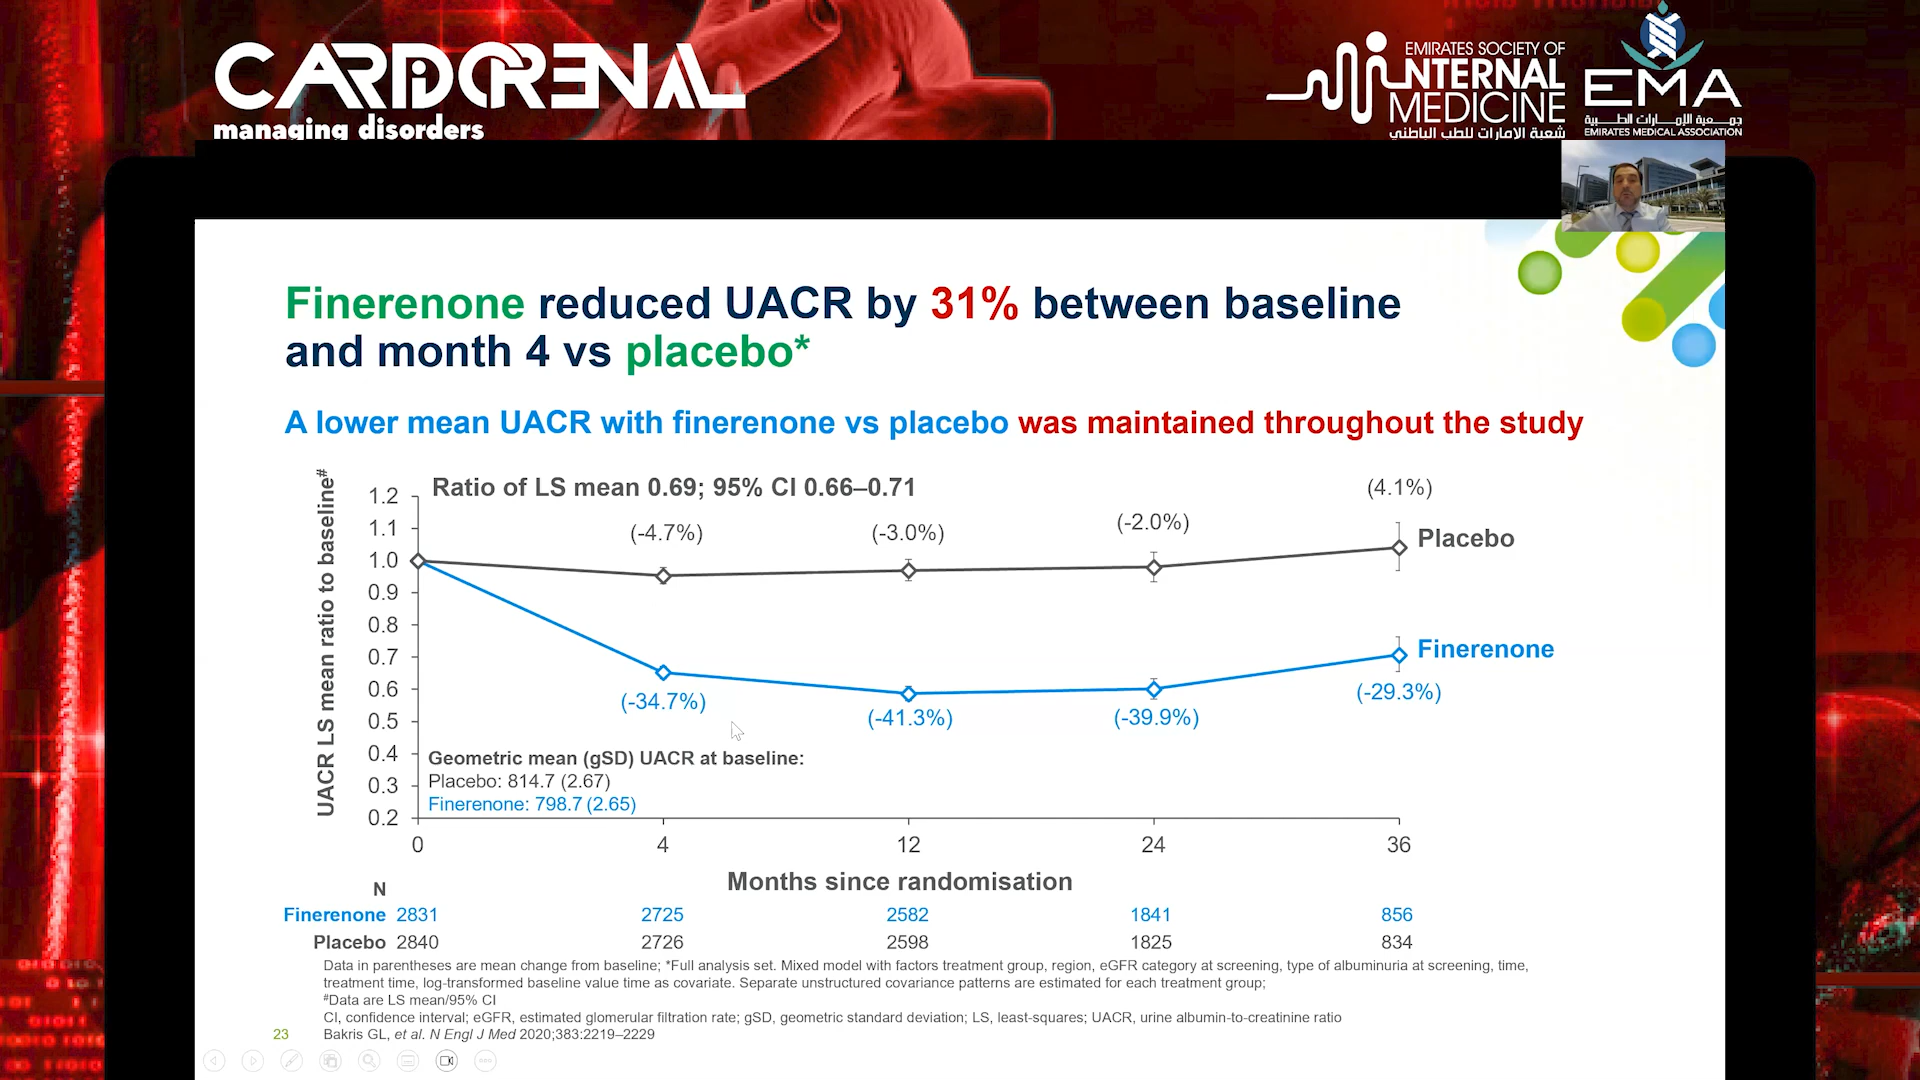 CARDIORENAL
managing disorders
EMIRATES SOCIETY OF
INTERNAL
MEDICINE
شعبة الامارات للطب الباطني
EMA
جمعية الإمارات الطبية
EMIRATES MEDICAL ASSOCIATION
Finerenone reduced UACR by 31% between baseline
and month 4 vs placebo*
A lower mean UACR with finerenone vs placebo was maintained throughout the study
UACR LS mean ratio to baseline#
Ratio of LS mean 0.69; 95% CI 0.66–0.71
1.2
1.1
1.0
0.9
0.8
0.7
0.6
0.5
0.4
0.3
0.2
(-4.7%)
(-3.0%)
(-2.0%)
(4.1%)
Placebo
Finerenone
(-34.7%)
(-41.3%)
(-39.9%)
(-29.3%)
Geometric mean (gSD) UACR at baseline:
Placebo: 814.7 (2.67)
Finerenone: 798.7 (2.65)
0 4 12 24 36
Months since randomisation
N
Finerenone 2831 2725 2582 1841 856
Placebo 2840 2726 2598 1825 834
Data in parentheses are mean change from baseline; *Full analysis set. Mixed model with factors treatment group, region, eGFR category at screening, type of albuminuria at screening, time,
treatment time, log-transformed baseline value time as covariate. Separate unstructured covariance patterns are estimated for each treatment group;
#Data are LS mean/95% CI
CI, confidence interval; eGFR, estimated glomerular filtration rate; gSD, geometric standard deviation; LS, least-squares; UACR, urine albumin-to-creatinine ratio
23 Bakris GL, et al. N Engl J Med 2020;383:2219–2229